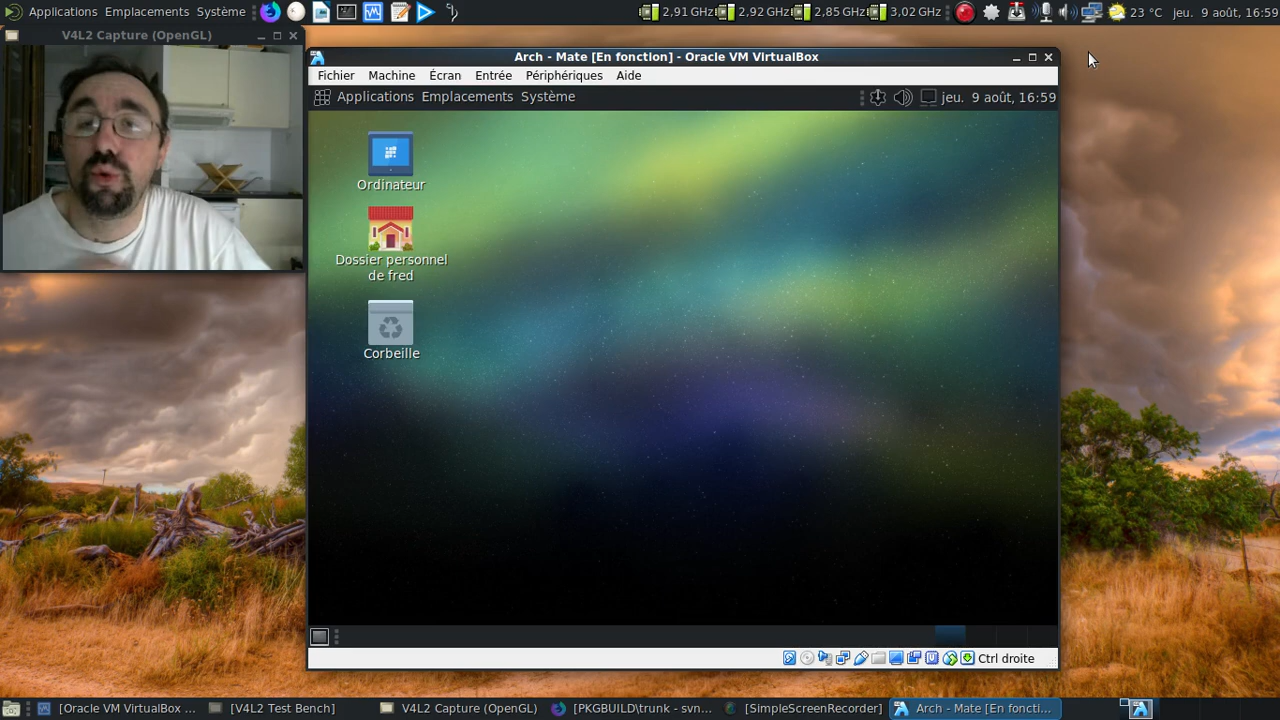 Applications Emplacements Système
2,91 GHz 2,92 GHz 2,85 GHz 3,02 GHz 23 °C jeu. 9 août, 16:59
V4L2 Capture (OpenGL)
Arch - Mate [En fonction] - Oracle VM VirtualBox
Fichier Machine Écran Entrée Périphériques Aide
Applications Emplacements Système jeu. 9 août, 16:59
Ordinateur
Dossier personnel
de fred
Corbeille
Ctrl droite
[Oracle VM VirtualBox ... [V4L2 Test Bench] V4L2 Capture (OpenGL) [PKGBUILD\trunk - svn... [SimpleScreenRecorder] Arch - Mate [En foncti...